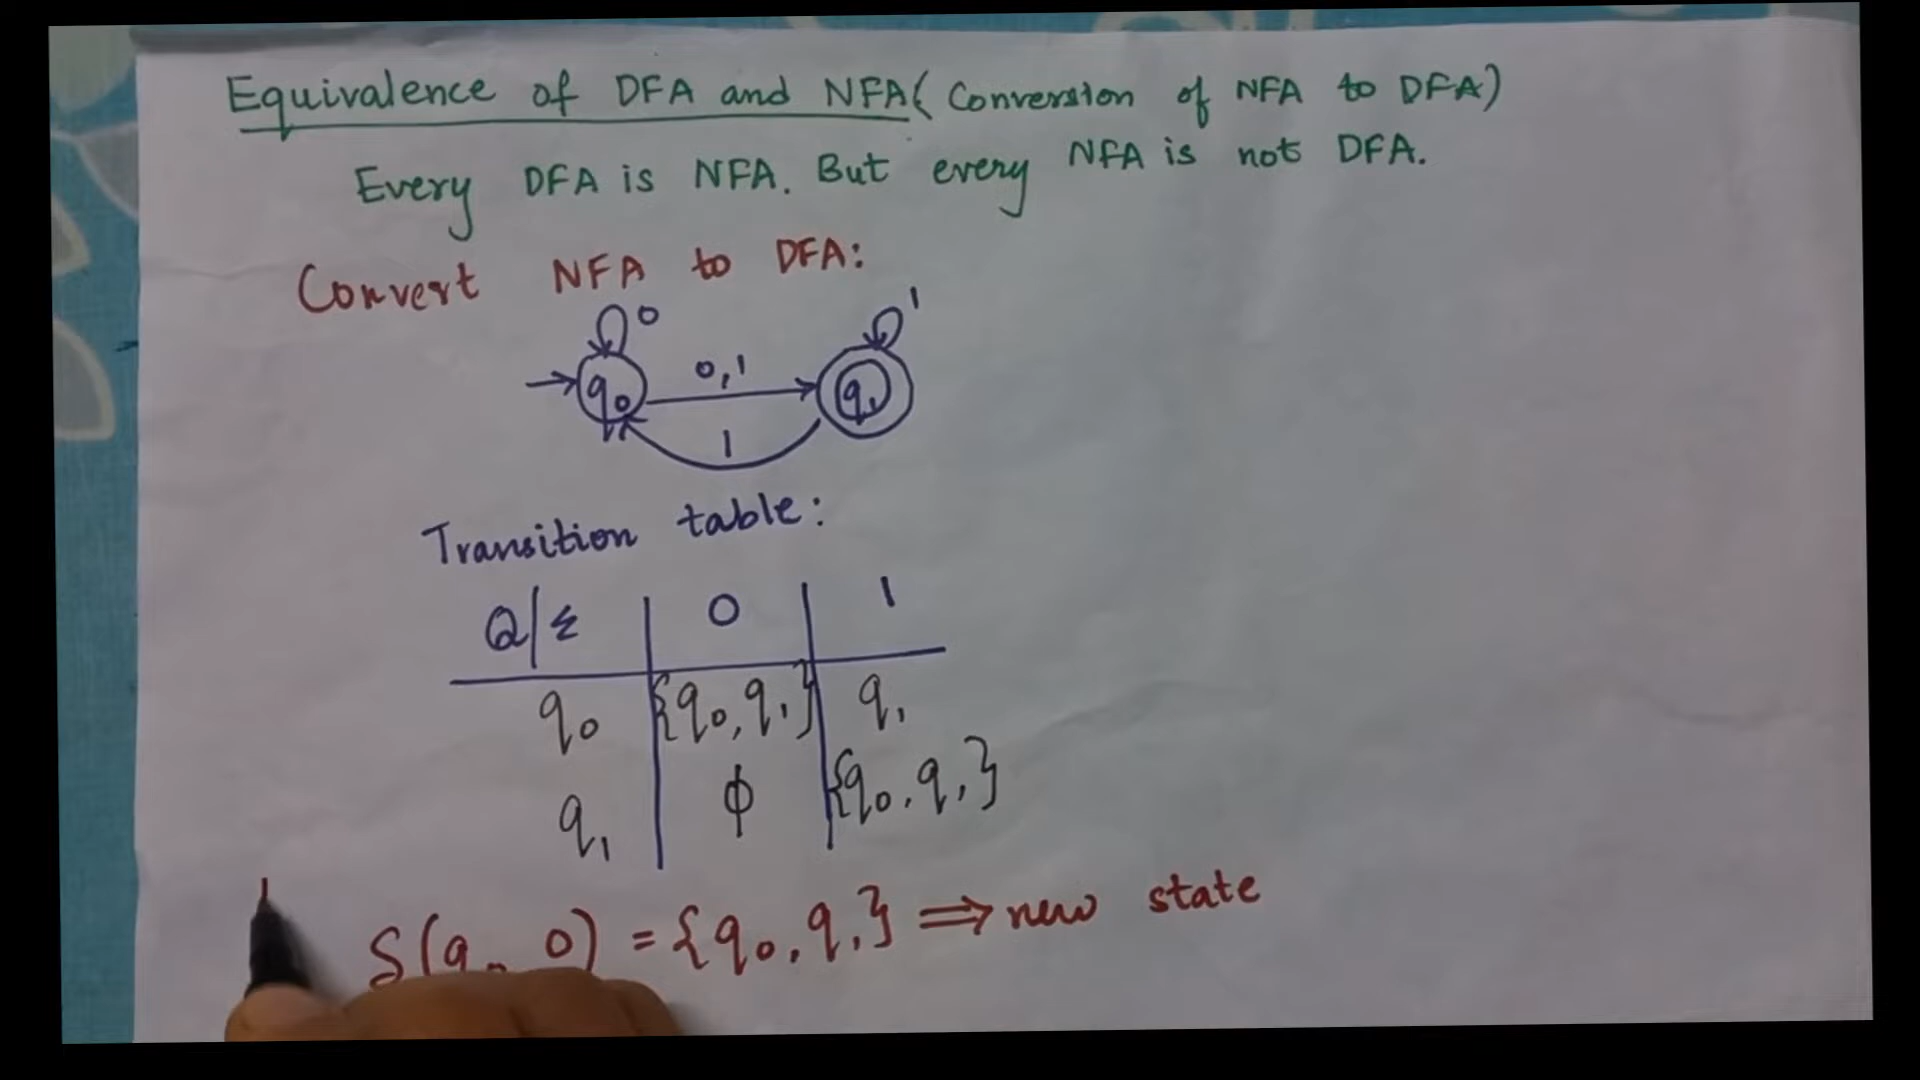 Equivalence of DFA and NFA( Conversion of NFA to DFA)
Every DFA is NFA. But every NFA is not DFA.
Convert NFA to DFA:
0 1
q0 0,1 q1
1
Transition table:
Q/Σ 0 1
q0 {q0,q1} q1
q1 ϕ {q0,q1}
δ(q0, 0) = {q0,q1} ⇒ new state